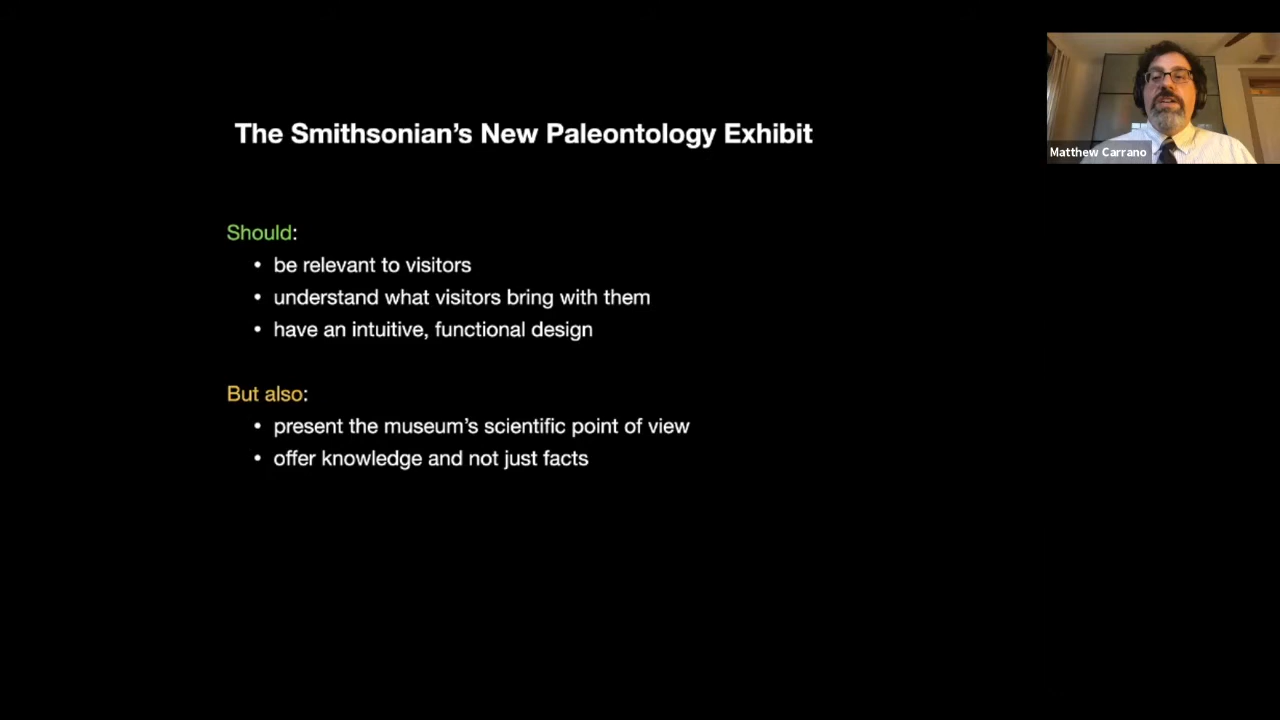 The Smithsonian’s New Paleontology Exhibit
Matthew Carrano
Should:
• be relevant to visitors
• understand what visitors bring with them
• have an intuitive, functional design
But also:
• present the museum’s scientific point of view
• offer knowledge and not just facts